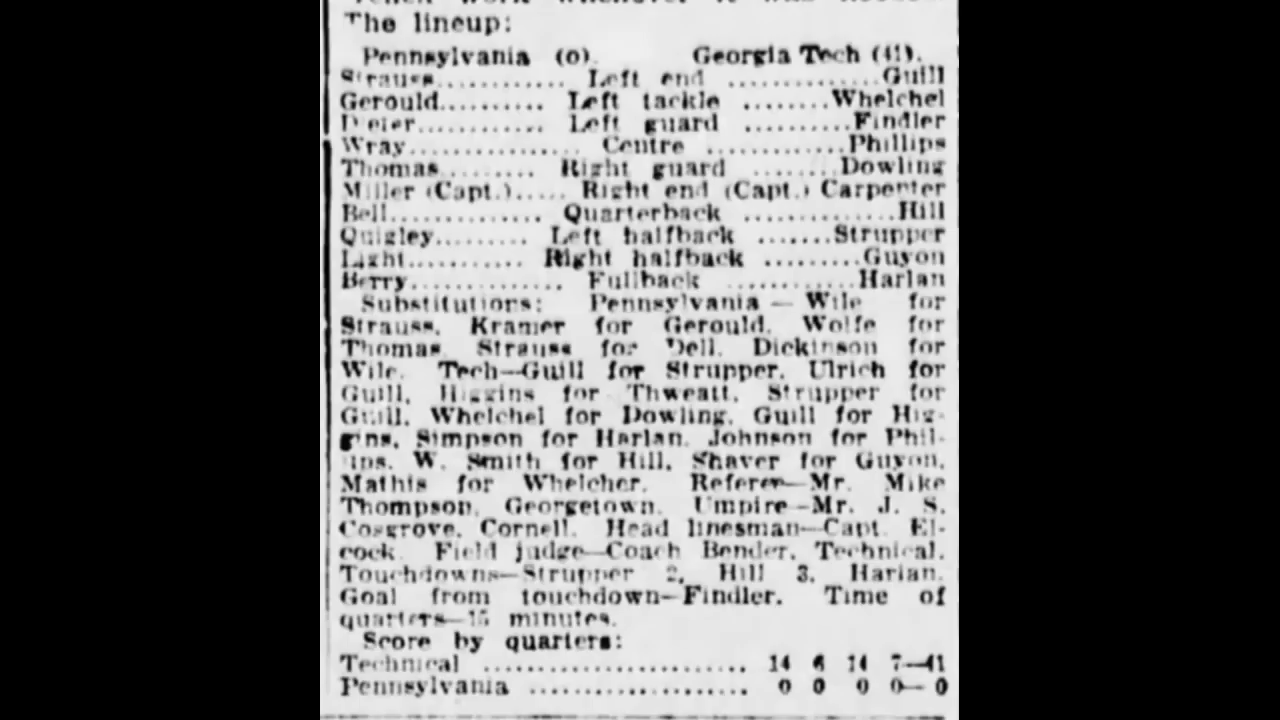 The lineup:
Pennsylvania (0). Georgia Tech (41).
Strauss............ Left end ..............Guill
Gerould.......... Left tackle ........Whelchel
Dieter............ Left guard ..........Findler
Wray............... Centre ............Phillips
Thomas......... Right guard .......Dowling
Miller (Capt.)..... Right end (Capt.) Carpenter
Bell............. Quarterback .............Hill
Quigley........ Left halfback .......Strupper
Light........... Right halfback .........Guyon
Berry............. Fullback ............Harlan
Substitutions: Pennsylvania — Wile for
Strauss, Kramer for Gerould, Wolfe for
Thomas, Strauss for Bell, Dickinson for
Wile. Tech—Guill for Strupper, Ulrich for
Guill, Higgins for Thweatt, Strupper for
Guill, Whelchel for Dowling, Guill for Hig-
gins, Simpson for Harlan, Johnson for Phil-
lips, W. Smith for Hill, Shaver for Guyon,
Mathis for Whelcher. Referee—Mr. Mike
Thompson, Georgetown. Umpire—Mr. J. S.
Cosgrove, Cornell. Head linesman—Capt. El-
cock. Field judge—Coach Bender, Technical.
Touchdowns—Strupper 2, Hill 3, Harlan.
Goal from touchdown—Findler. Time of
quarters—15 minutes.
Score by quarters:
Technical ........................ 14 6 14 7—41
Pennsylvania .................... 0 0 0 0— 0